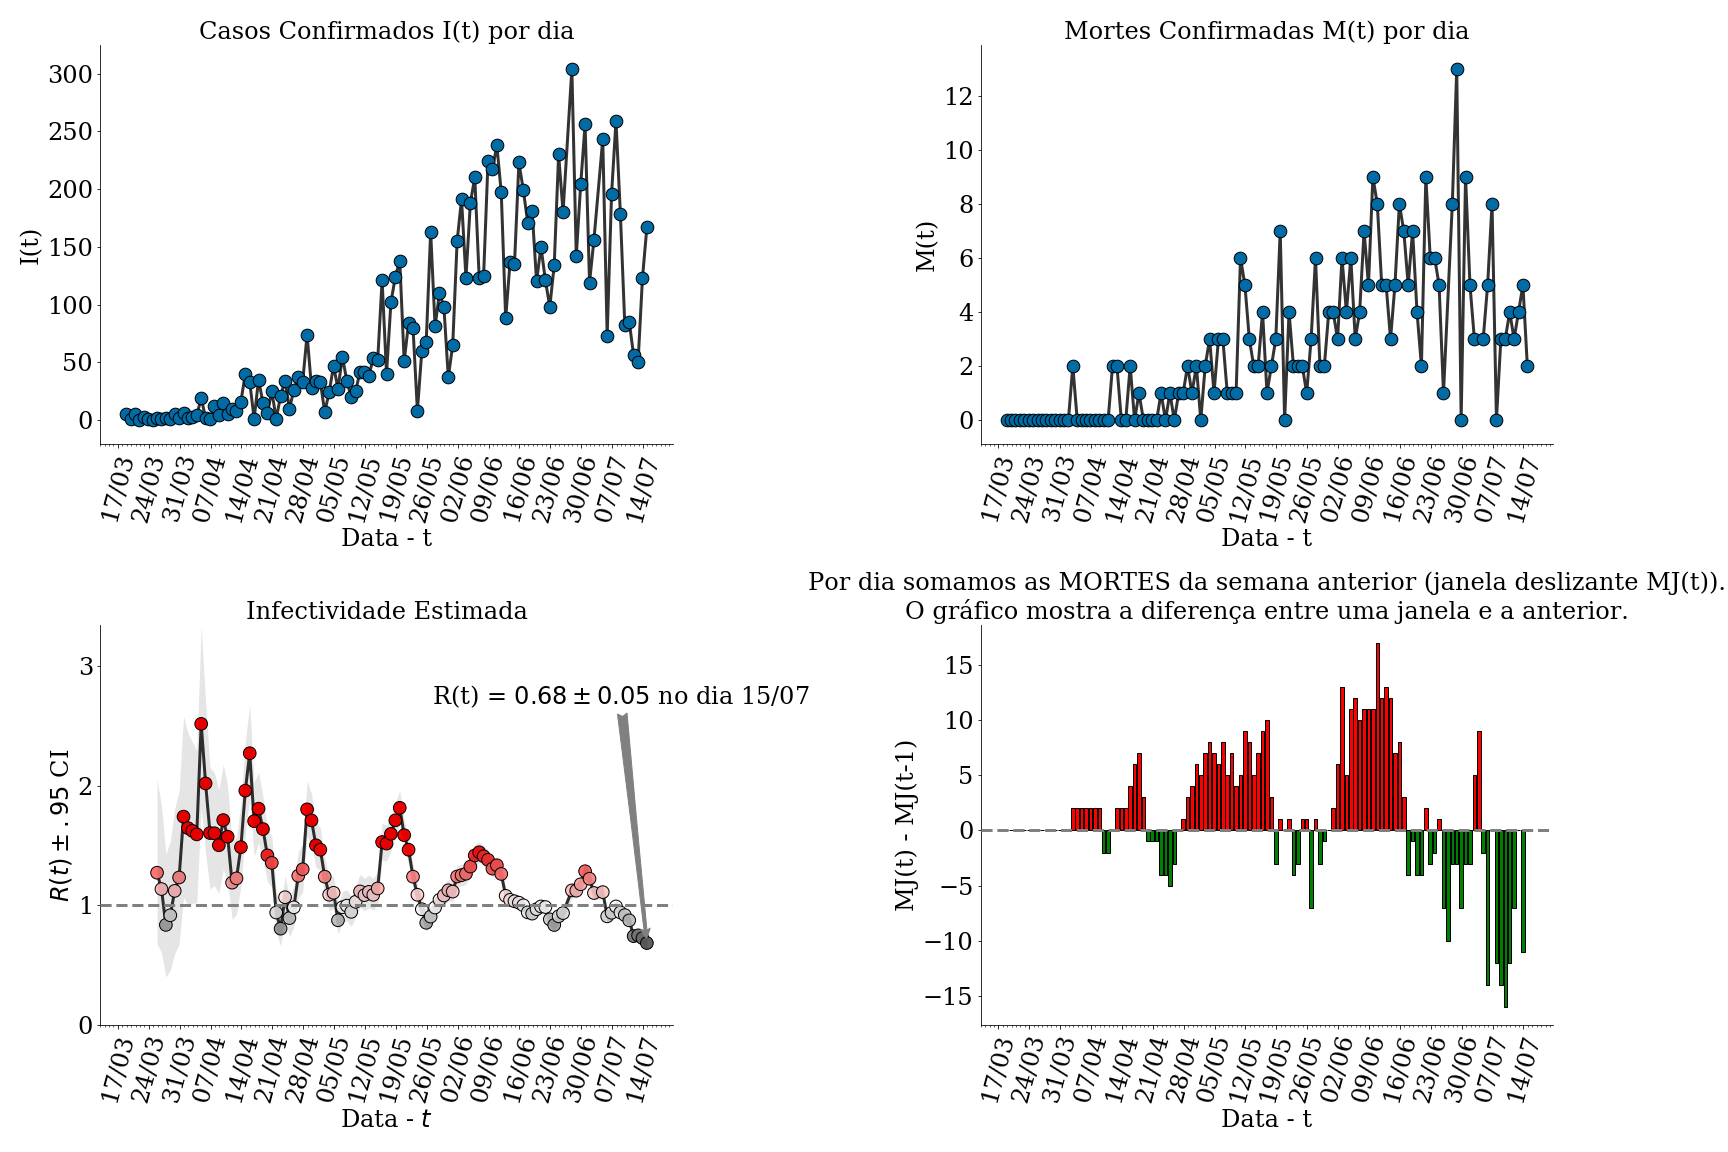 Casos Confirmados I(t) por dia
I(t)
300
250
200
150
100
50
0
17/03 24/03 31/03 07/04 14/04 21/04 28/04 05/05 12/05 19/05 26/05 02/06 09/06 16/06 23/06 30/06 07/07 14/07
Data - t
Mortes Confirmadas M(t) por dia
M(t)
12
10
8
6
4
2
0
17/03 24/03 31/03 07/04 14/04 21/04 28/04 05/05 12/05 19/05 26/05 02/06 09/06 16/06 23/06 30/06 07/07 14/07
Data - t
Infectividade Estimada
R(t) ± .95 CI
3
2
1
0
R(t) = 0.68 ± 0.05 no dia 15/07
17/03 24/03 31/03 07/04 14/04 21/04 28/04 05/05 12/05 19/05 26/05 02/06 09/06 16/06 23/06 30/06 07/07 14/07
Data - t
Por dia somamos as MORTES da semana anterior (janela deslizante MJ(t)).
O gráfico mostra a diferença entre uma janela e a anterior.
MJ(t) - MJ(t-1)
15
10
5
0
−5
−10
−15
17/03 24/03 31/03 07/04 14/04 21/04 28/04 05/05 12/05 19/05 26/05 02/06 09/06 16/06 23/06 30/06 07/07 14/07
Data - t